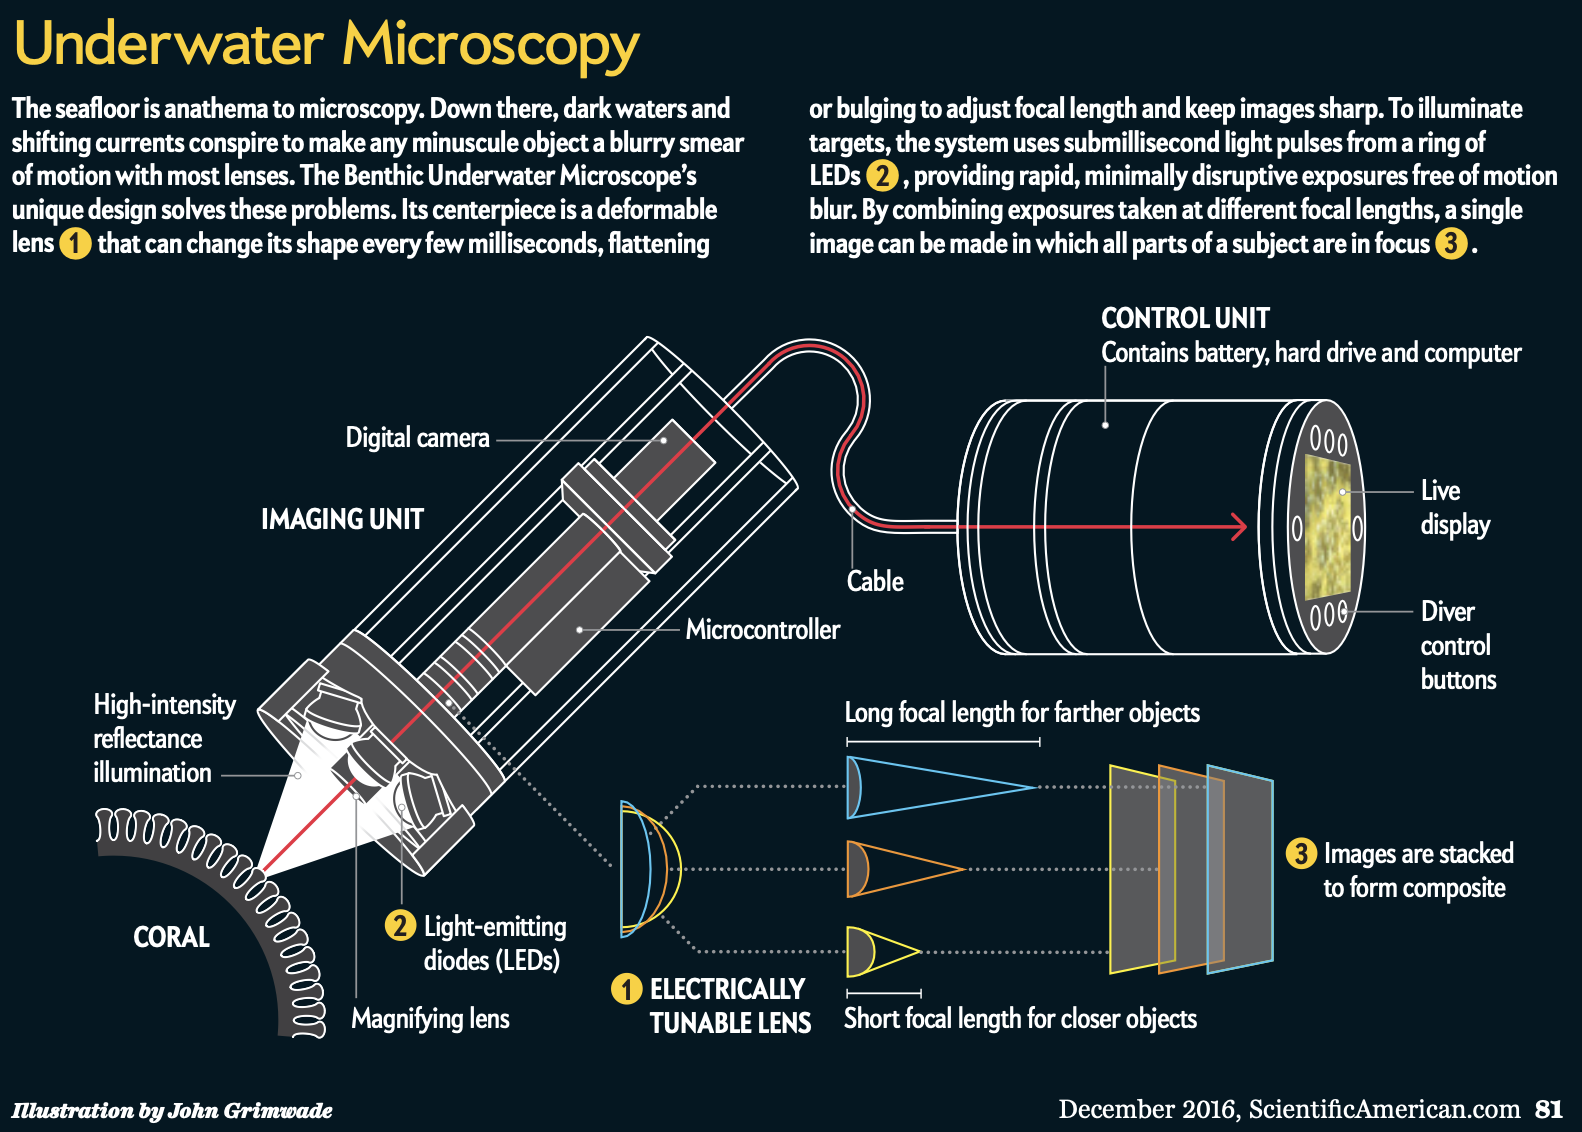 Underwater Microscopy
The seafloor is anathema to microscopy. Down there, dark waters and
shifting currents conspire to make any minuscule object a blurry smear
of motion with most lenses. The Benthic Underwater Microscope's
unique design solves these problems. Its centerpiece is a deformable
lens 1 that can change its shape every few milliseconds, flattening
or bulging to adjust focal length and keep images sharp. To illuminate
targets, the system uses submillisecond light pulses from a ring of
LEDs 2 , providing rapid, minimally disruptive exposures free of motion
blur. By combining exposures taken at different focal lengths, a single
image can be made in which all parts of a subject are in focus 3 .
CONTROL UNIT
Contains battery, hard drive and computer
Digital camera
IMAGING UNIT
Live
display
Cable
Diver
control
buttons
Microcontroller
High-intensity
reflectance
illumination
Long focal length for farther objects
3 Images are stacked
to form composite
CORAL
2 Light-emitting
diodes (LEDs)
Magnifying lens
1 ELECTRICALLY
TUNABLE LENS
Short focal length for closer objects
Illustration by John Grimwade
December 2016, ScientificAmerican.com 81